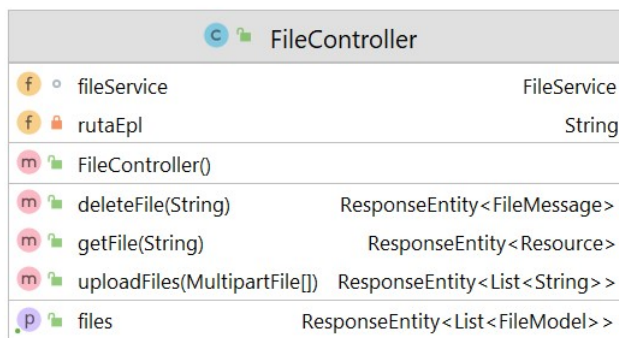 C FileController
f fileService FileService
f rutaEpl String
m FileController()
m deleteFile(String) ResponseEntity<FileMessage>
m getFile(String) ResponseEntity<Resource>
m uploadFiles(MultipartFile[]) ResponseEntity<List<String>>
p files ResponseEntity<List<FileModel>>